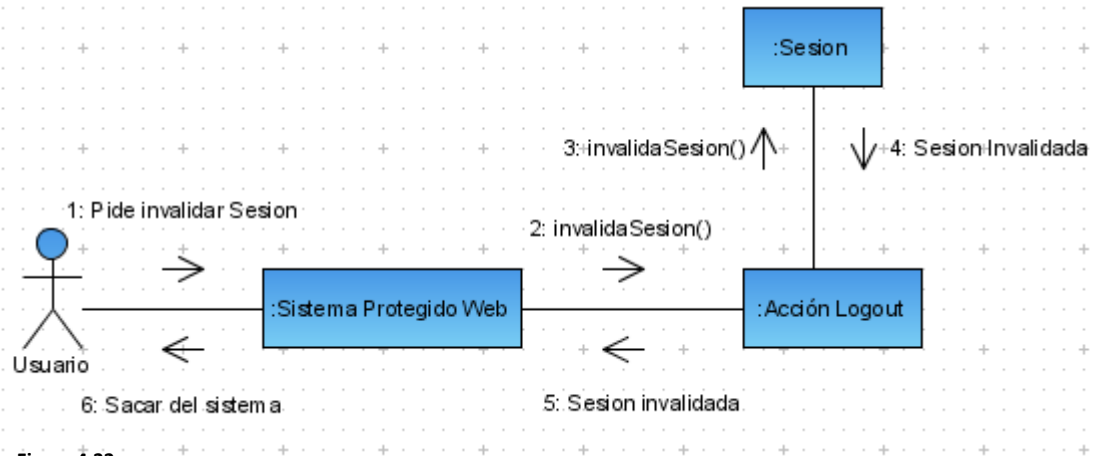 :Sesion
3: invalidaSesion()
4: Sesion Invalidada
1: Pide invalidar Sesion
2: invalidaSesion()
:Sistema Protegido Web
:Acción Logout
Usuario
6: Sacar del sistema
5: Sesion invalidada